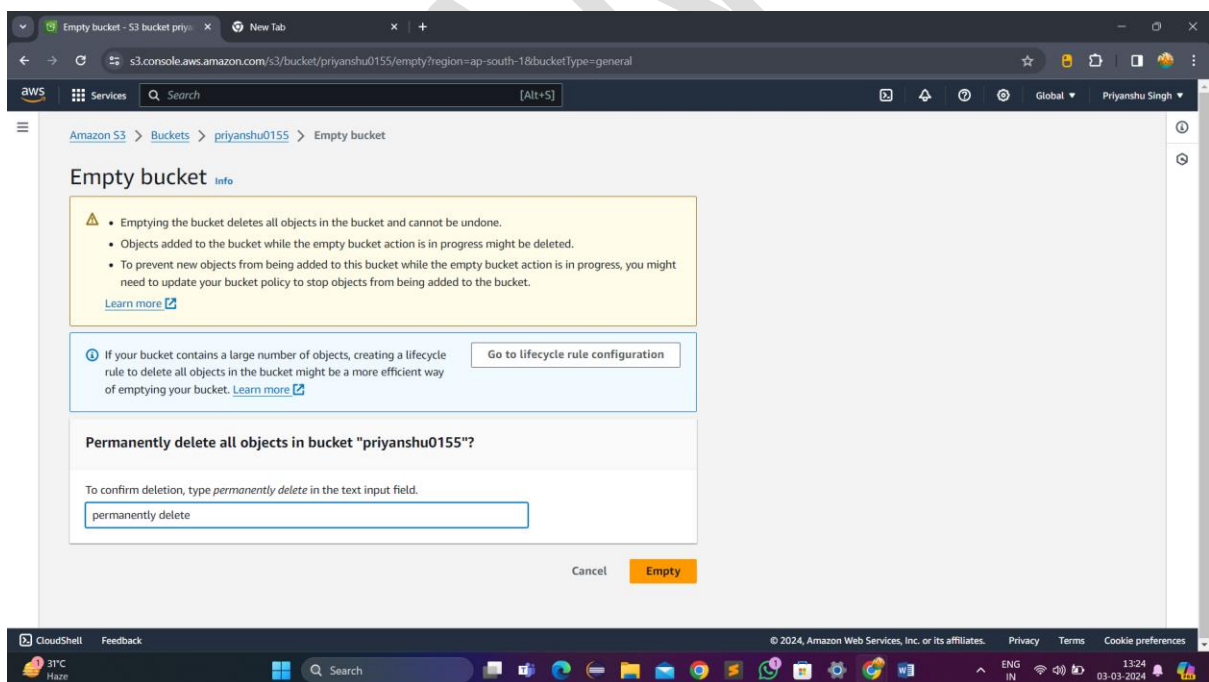 Empty bucket - S3 bucket priya
New Tab
s3.console.aws.amazon.com/s3/bucket/priyanshu0155/empty?region=ap-south-1&bucketType=general
aws
Services
Search
[Alt+S]
Global
Priyanshu Singh
Amazon S3 > Buckets > priyanshu0155 > Empty bucket
Empty bucket Info
• Emptying the bucket deletes all objects in the bucket and cannot be undone.
• Objects added to the bucket while the empty bucket action is in progress might be deleted.
• To prevent new objects from being added to this bucket while the empty bucket action is in progress, you might
need to update your bucket policy to stop objects from being added to the bucket.
Learn more
If your bucket contains a large number of objects, creating a lifecycle
rule to delete all objects in the bucket might be a more efficient way
of emptying your bucket. Learn more
Go to lifecycle rule configuration
Permanently delete all objects in bucket "priyanshu0155"?
To confirm deletion, type permanently delete in the text input field.
permanently delete
Cancel
Empty
CloudShell Feedback
© 2024, Amazon Web Services, Inc. or its affiliates. Privacy Terms Cookie preferences
31°C
Haze
Search
ENG
IN
13:24
03-03-2024